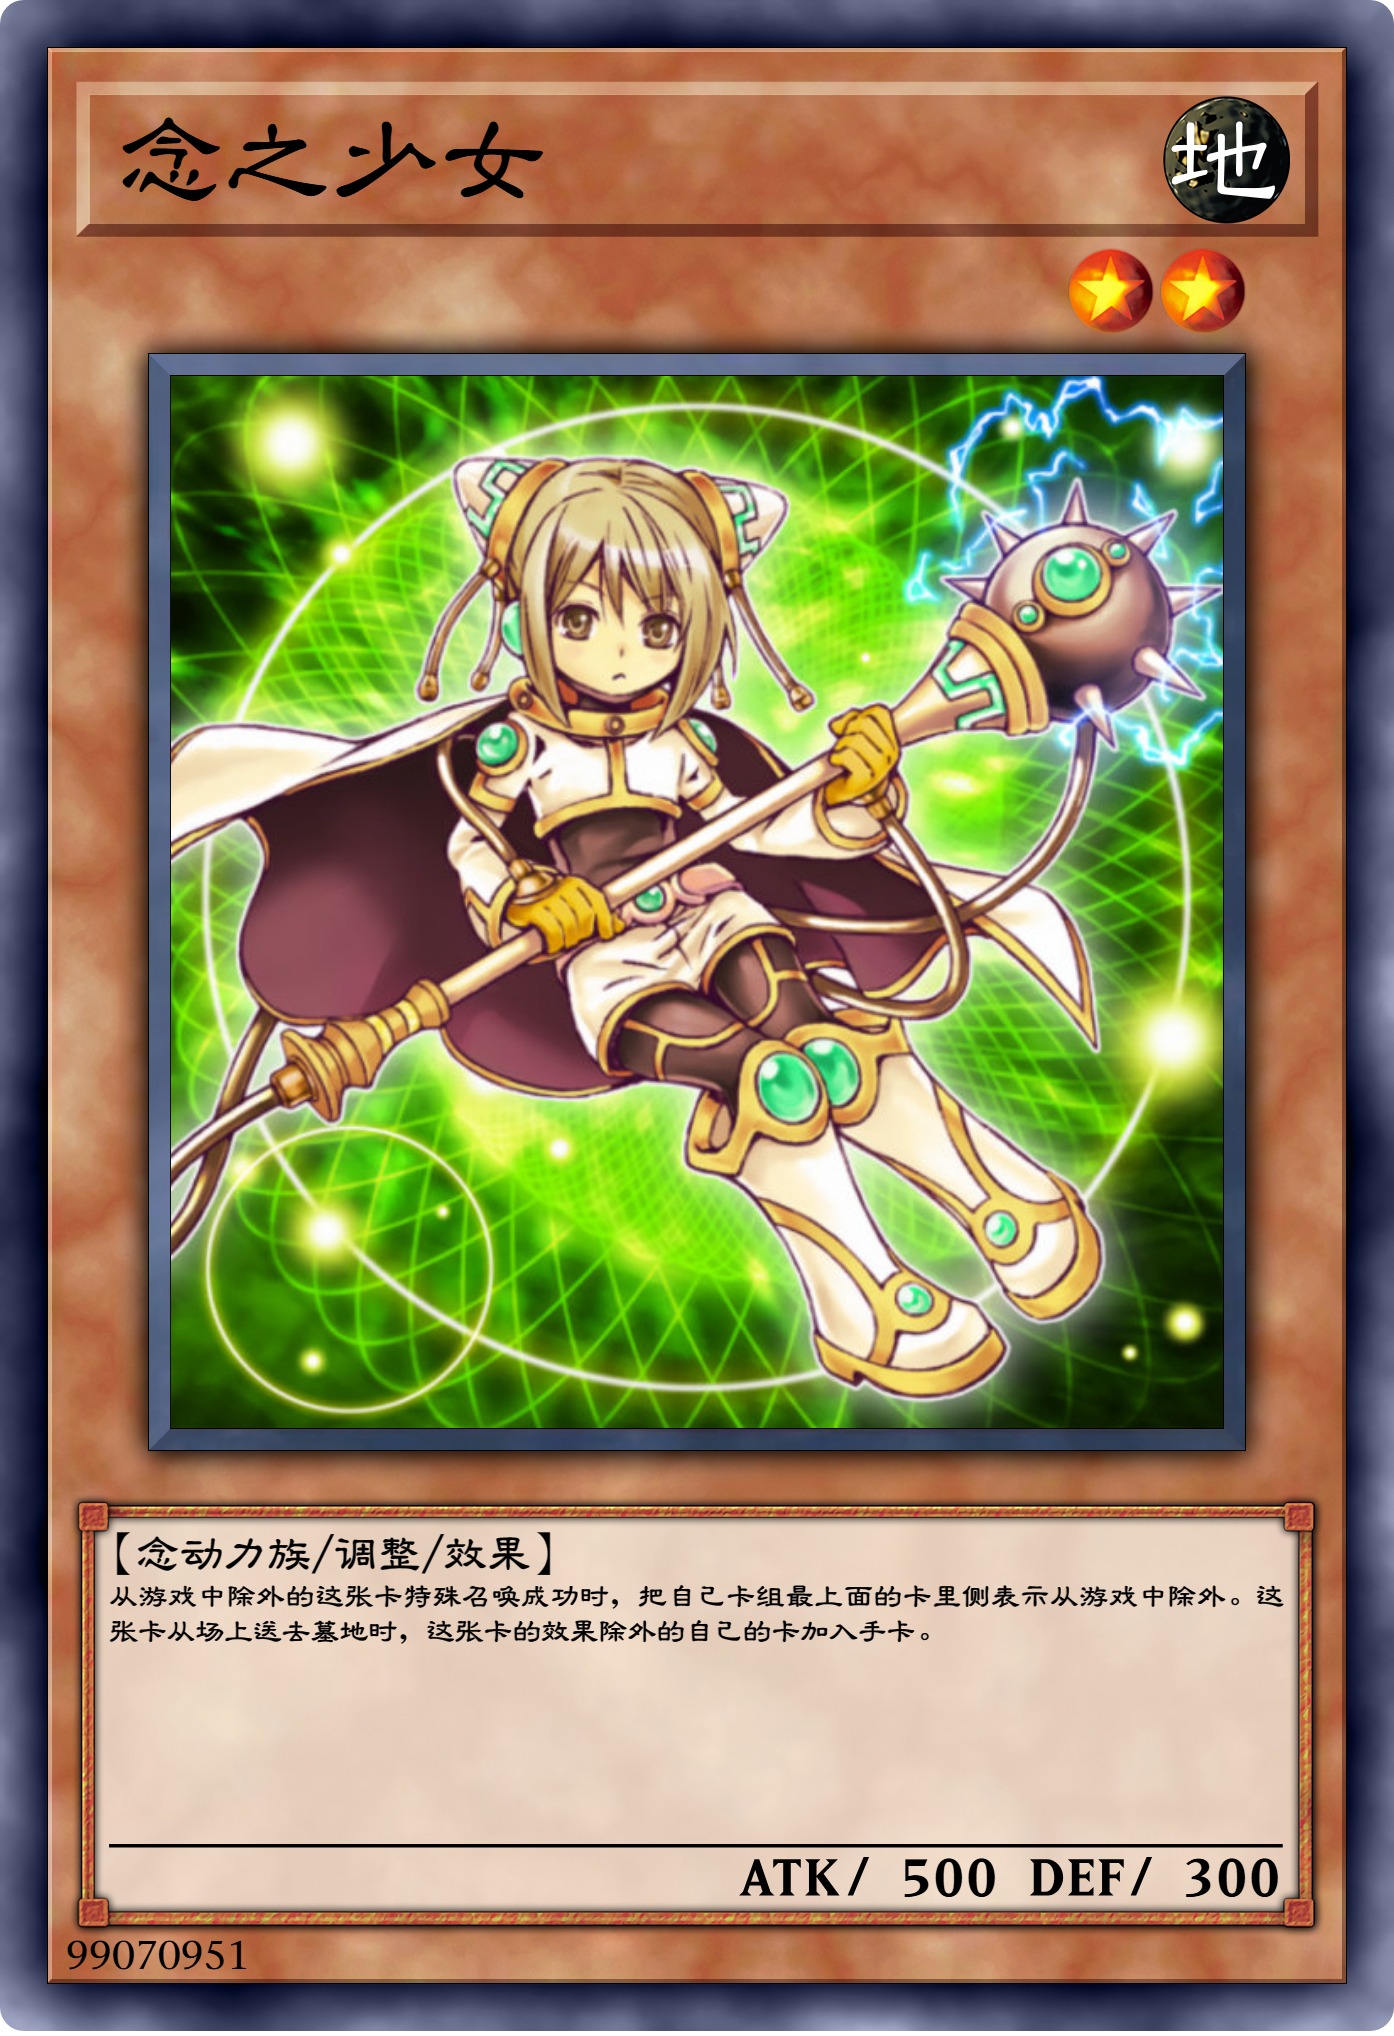 念之少女
地
【念动力族/调整/效果】
从游戏中除外的这张卡特殊召唤成功时，把自己卡组最上面的卡里侧表示从游戏中除外。这
张卡从场上送去墓地时，这张卡的效果除外的自己的卡加入手卡。
ATK/ 500 DEF/ 300
99070951